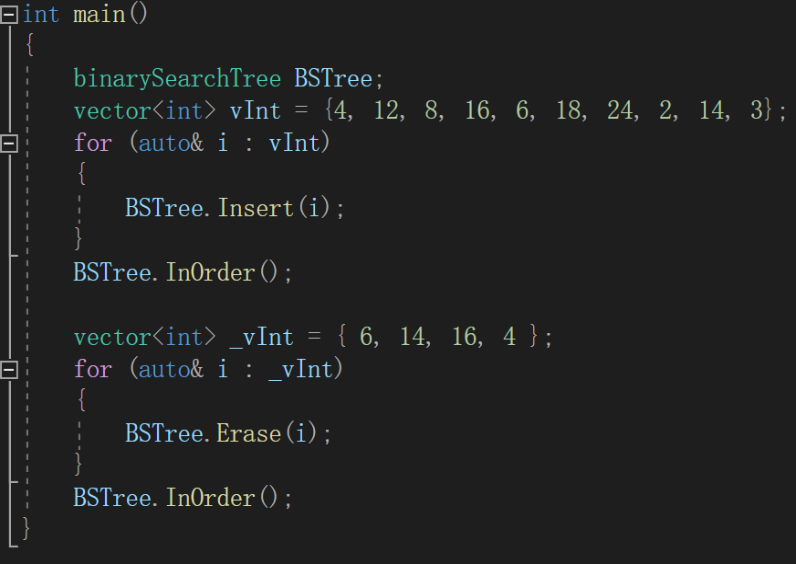 int main()
{
binarySearchTree BSTree;
vector<int> vInt = {4, 12, 8, 16, 6, 18, 24, 2, 14, 3};
for (auto& i : vInt)
{
BSTree.Insert(i);
}
BSTree.InOrder();
vector<int> _vInt = { 6, 14, 16, 4 };
for (auto& i : _vInt)
{
BSTree.Erase(i);
}
BSTree.InOrder();
}